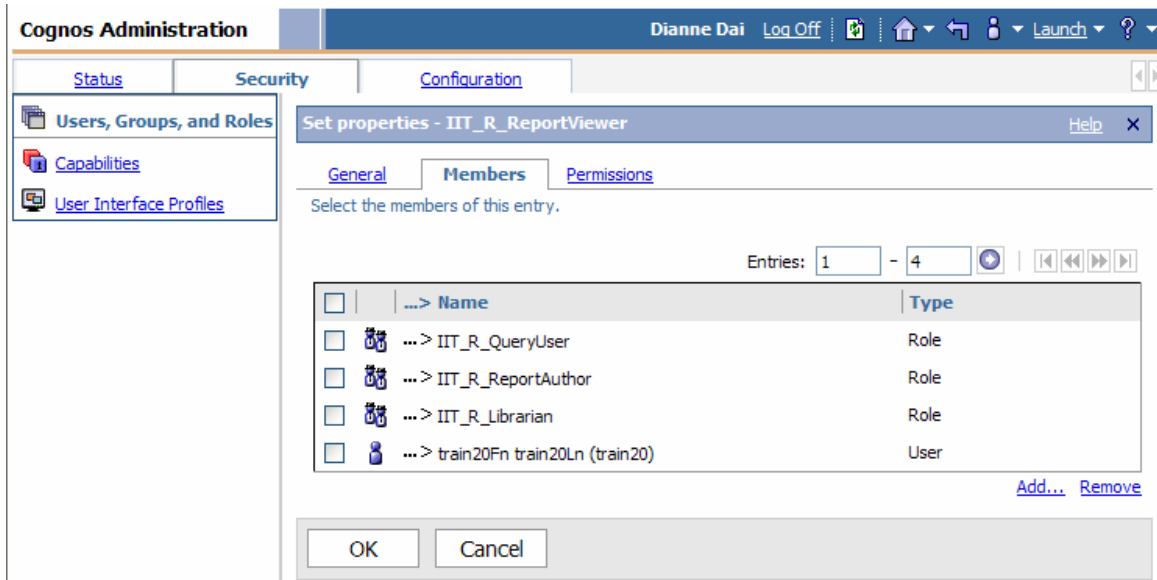 Cognos Administration Dianne Dai Log Off Launch ?
Status Security Configuration
Users, Groups, and Roles
Capabilities
User Interface Profiles
Set properties - IIT_R_ReportViewer Help X
General Members Permissions
Select the members of this entry.
Entries: 1 - 4
...> Name Type
...> IIT_R_QueryUser Role
...> IIT_R_ReportAuthor Role
...> IIT_R_Librarian Role
...> train20Fn train20Ln (train20) User
Add... Remove
OK Cancel